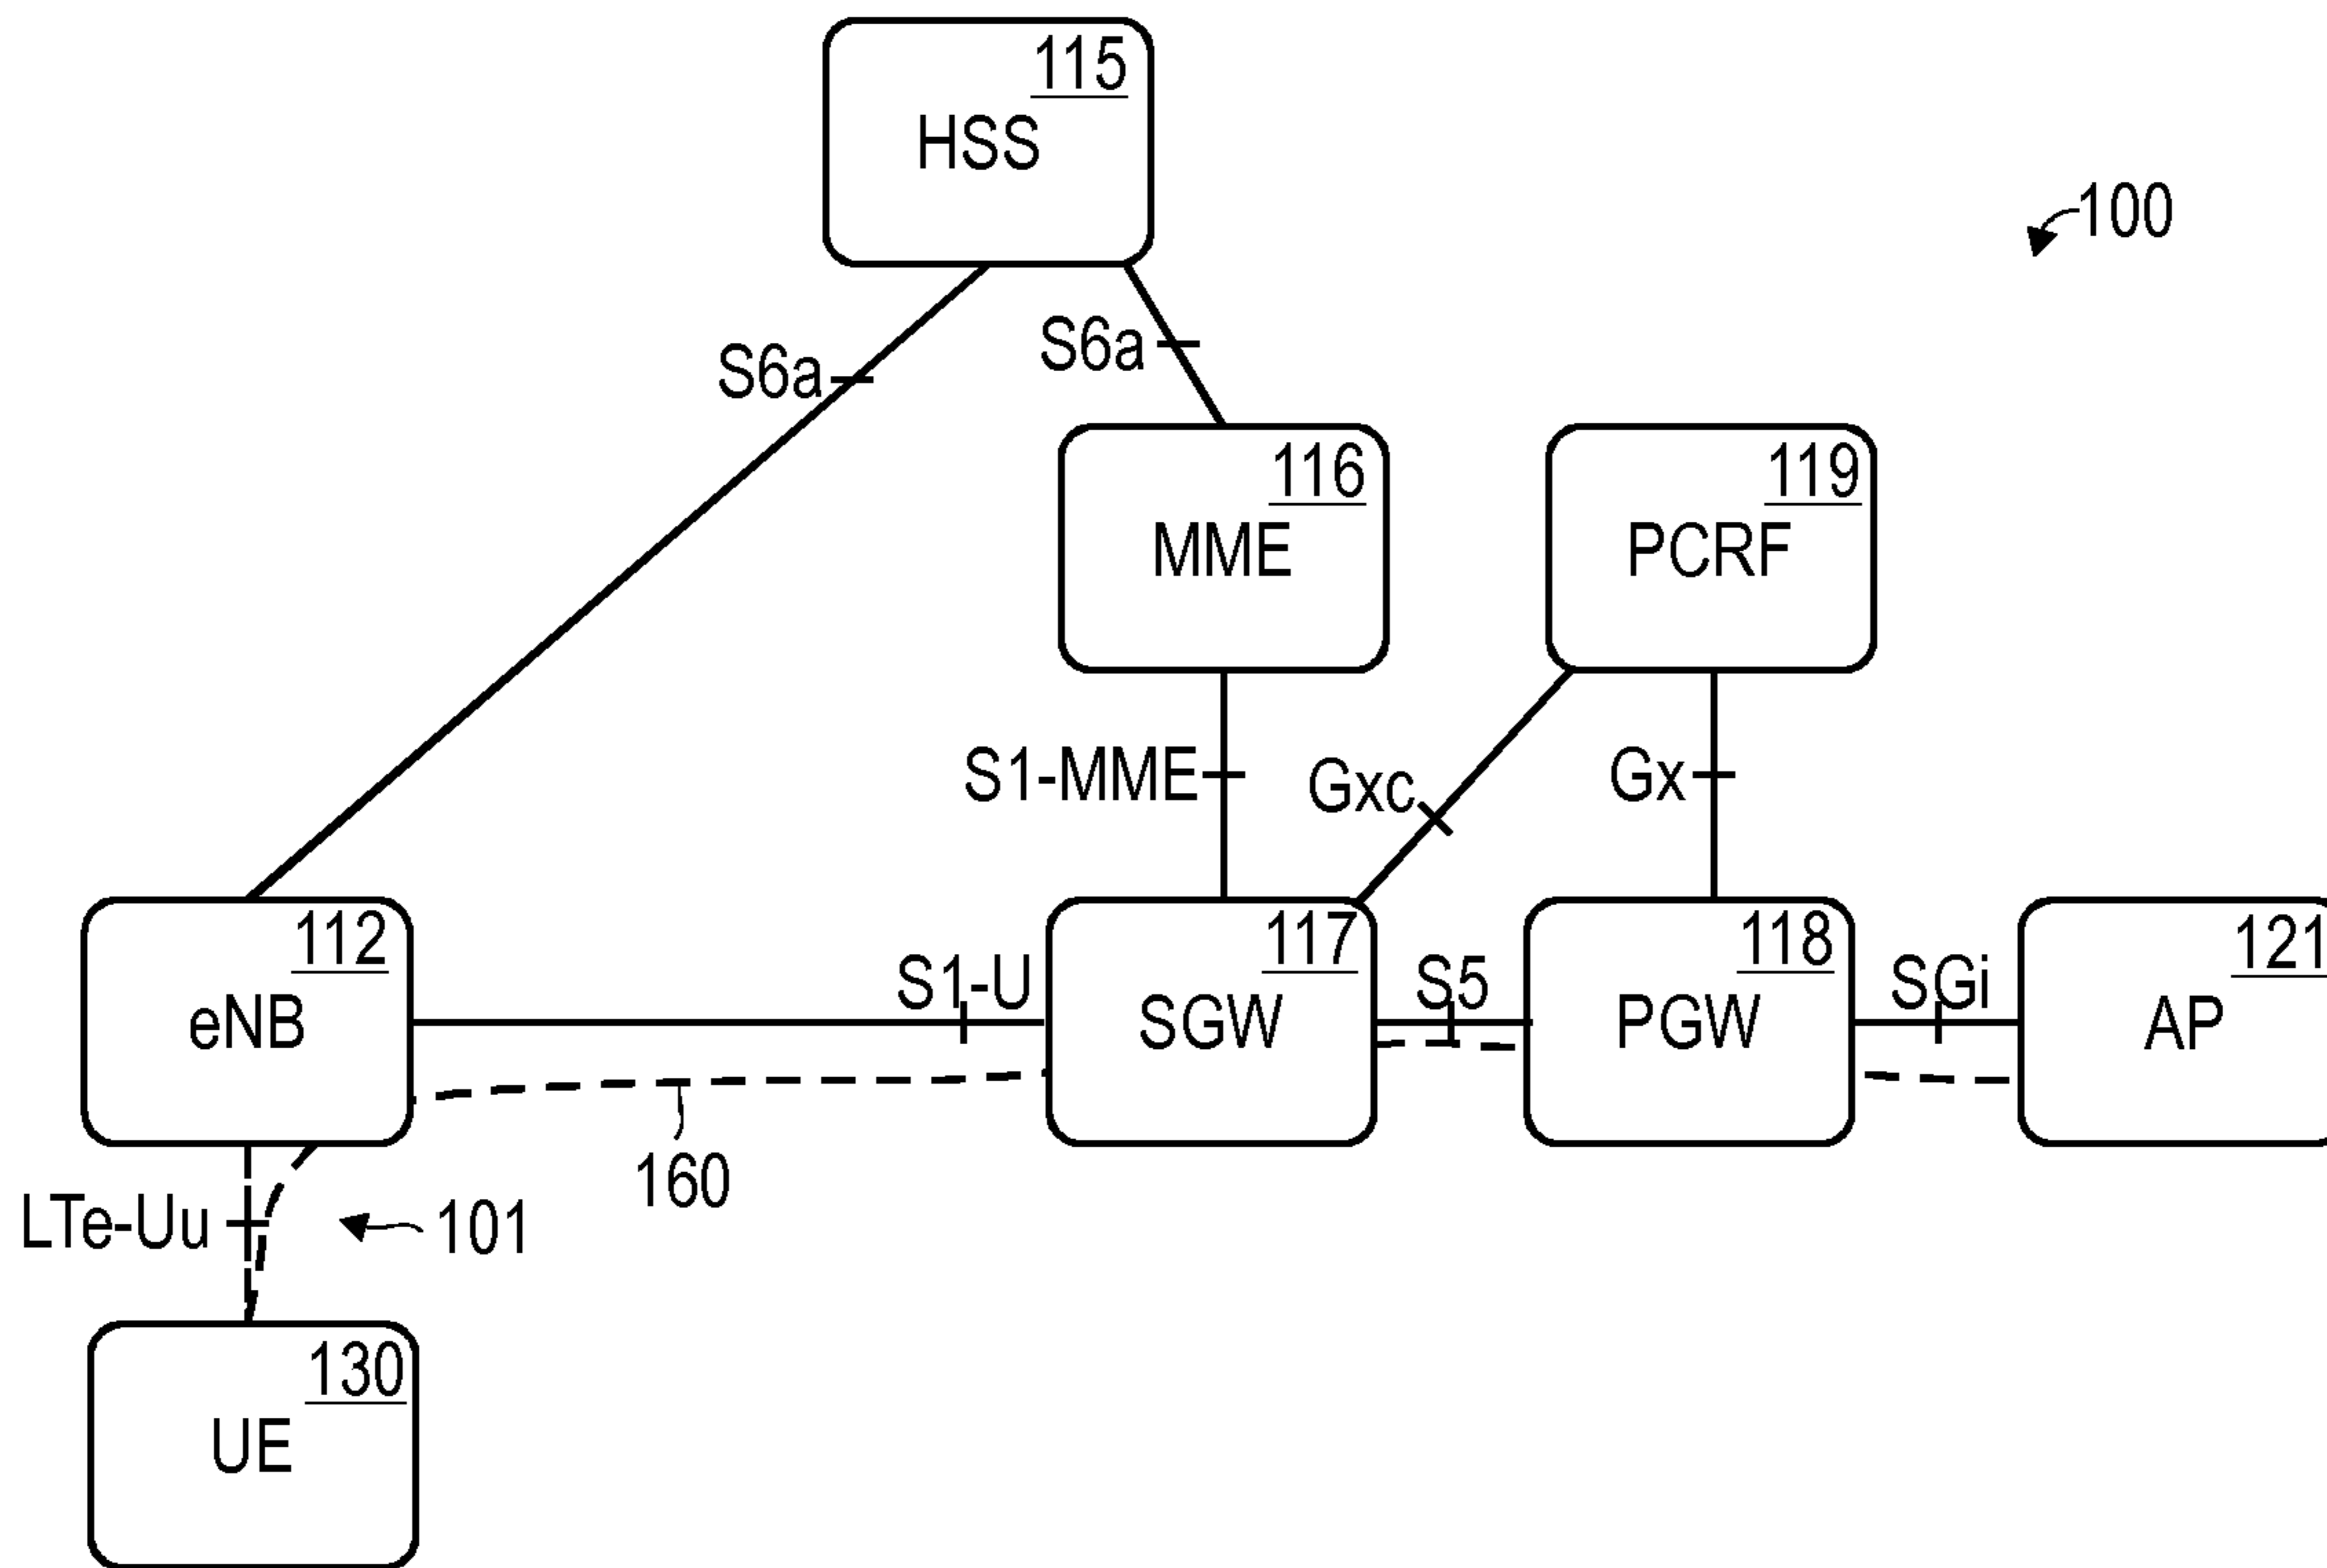 115
HSS
100
S6a
S6a
116
MME
119
PCRF
S1-MME
Gxc
Gx
112
eNB
S1-U
117
SGW
S5
118
PGW
SGi
121
AP
160
LTe-Uu
101
130
UE